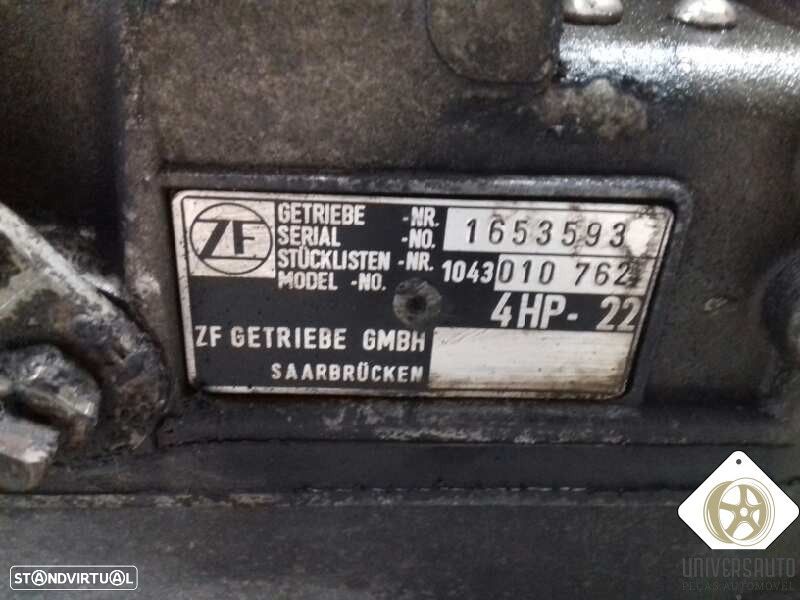 ZF
GETRIEBE -NR.
SERIAL -NO. 1653593
STÜCKLISTEN -NR.
MODEL -NO. 1043 010 762
4HP-22
ZF GETRIEBE GMBH
SAARBRÜCKEN
UNIVERSAUTO
PEÇAS AUTOMÓVEL
STANDVIRTUAL